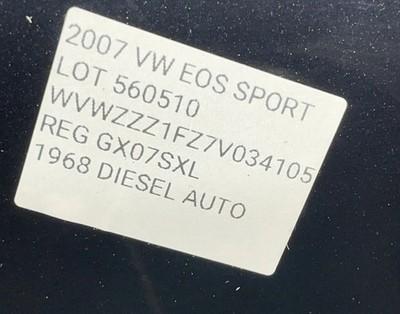 2007 VW EOS SPORT
LOT 560510
WVWZZZ1FZ7V034105
REG GX07SXL
1968 DIESEL AUTO